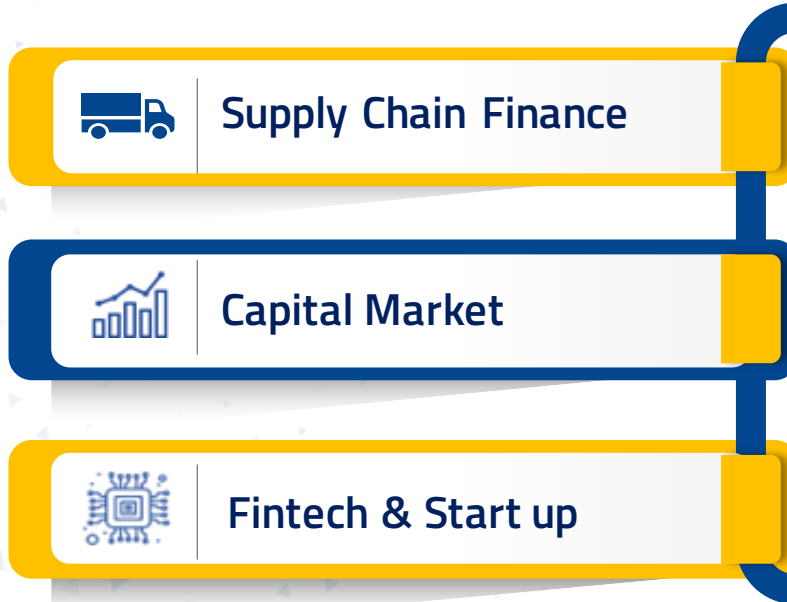 Supply Chain Finance
Capital Market
Fintech & Start up